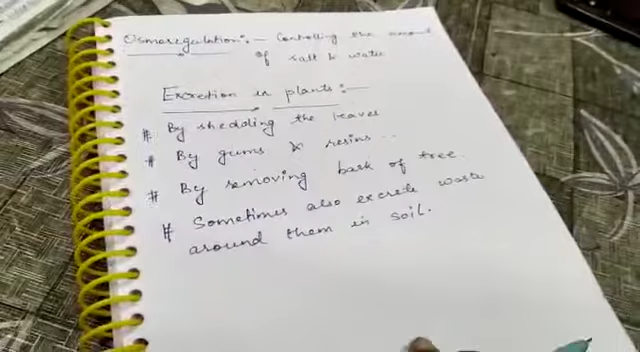 Osmoregulation:- Controlling the amount
of salt & water
Excretion in plants:-
# By shedding the leaves
# By gums & resins...
# By removing bark of tree.
# Sometimes also excrete waste
around them in soil.